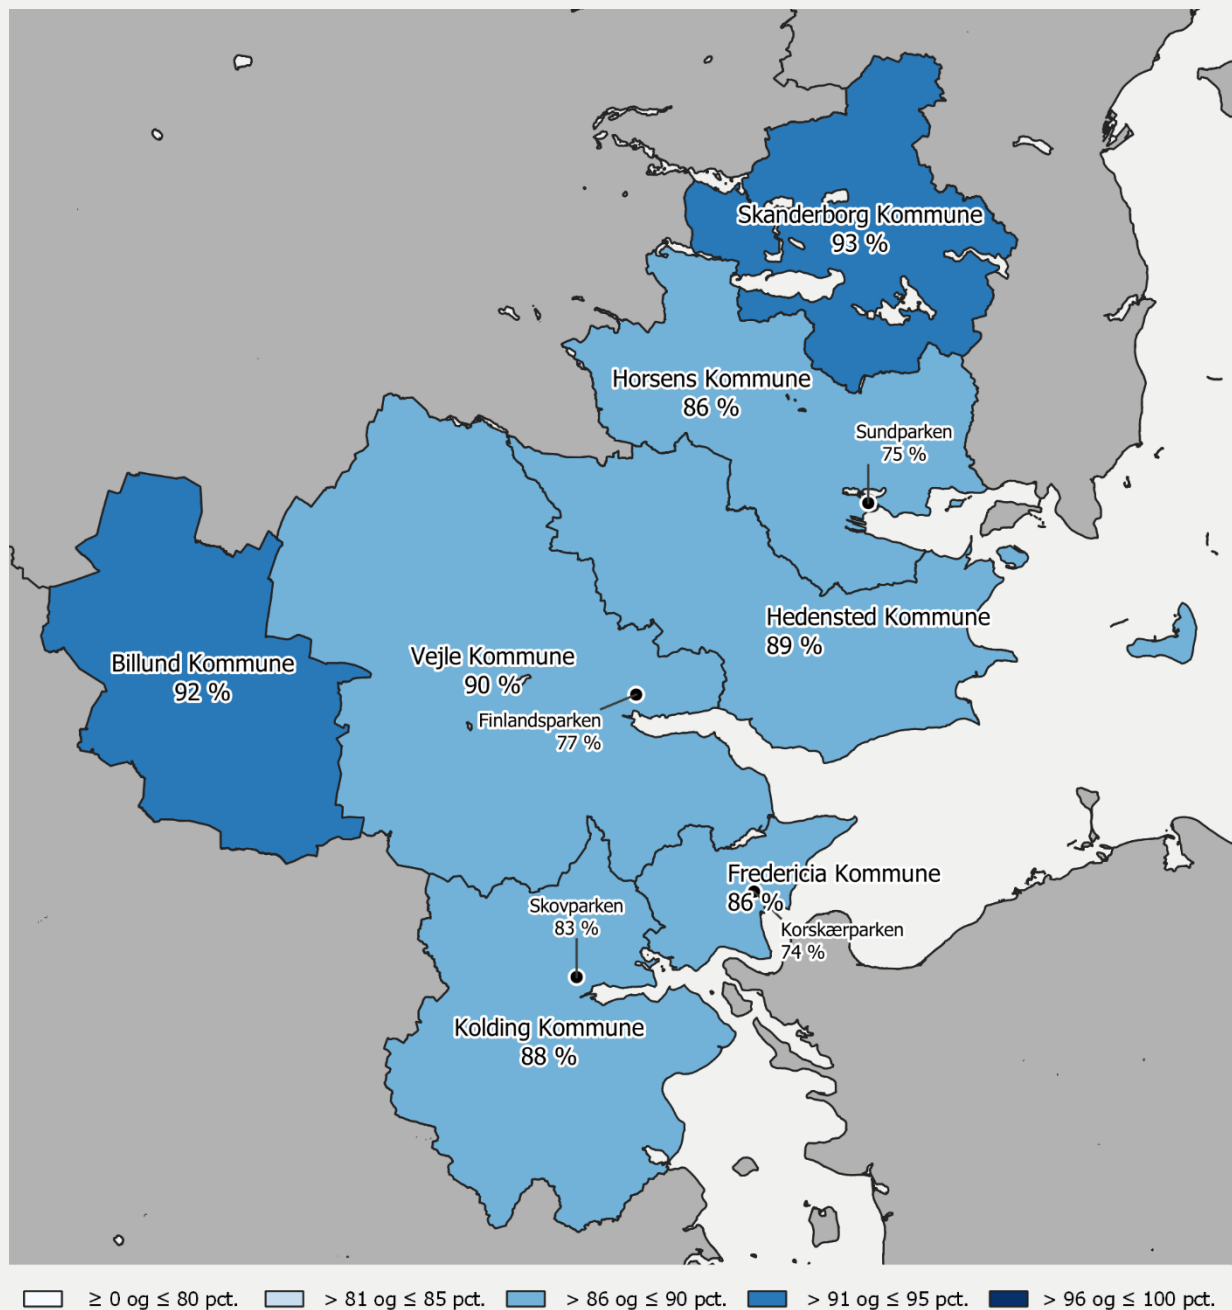 Skanderborg Kommune
93 %
Horsens Kommune
86 %
Sundparken
75 %
Hedensted Kommune
89 %
Billund Kommune
92 %
Vejle Kommune
90 %
Finlandsparken
77 %
Fredericia Kommune
86 %
Korskærparken
74 %
Skovparken
83 %
Kolding Kommune
88 %
≥ 0 og ≤ 80 pct.
> 81 og ≤ 85 pct.
> 86 og ≤ 90 pct.
> 91 og ≤ 95 pct.
> 96 og ≤ 100 pct.